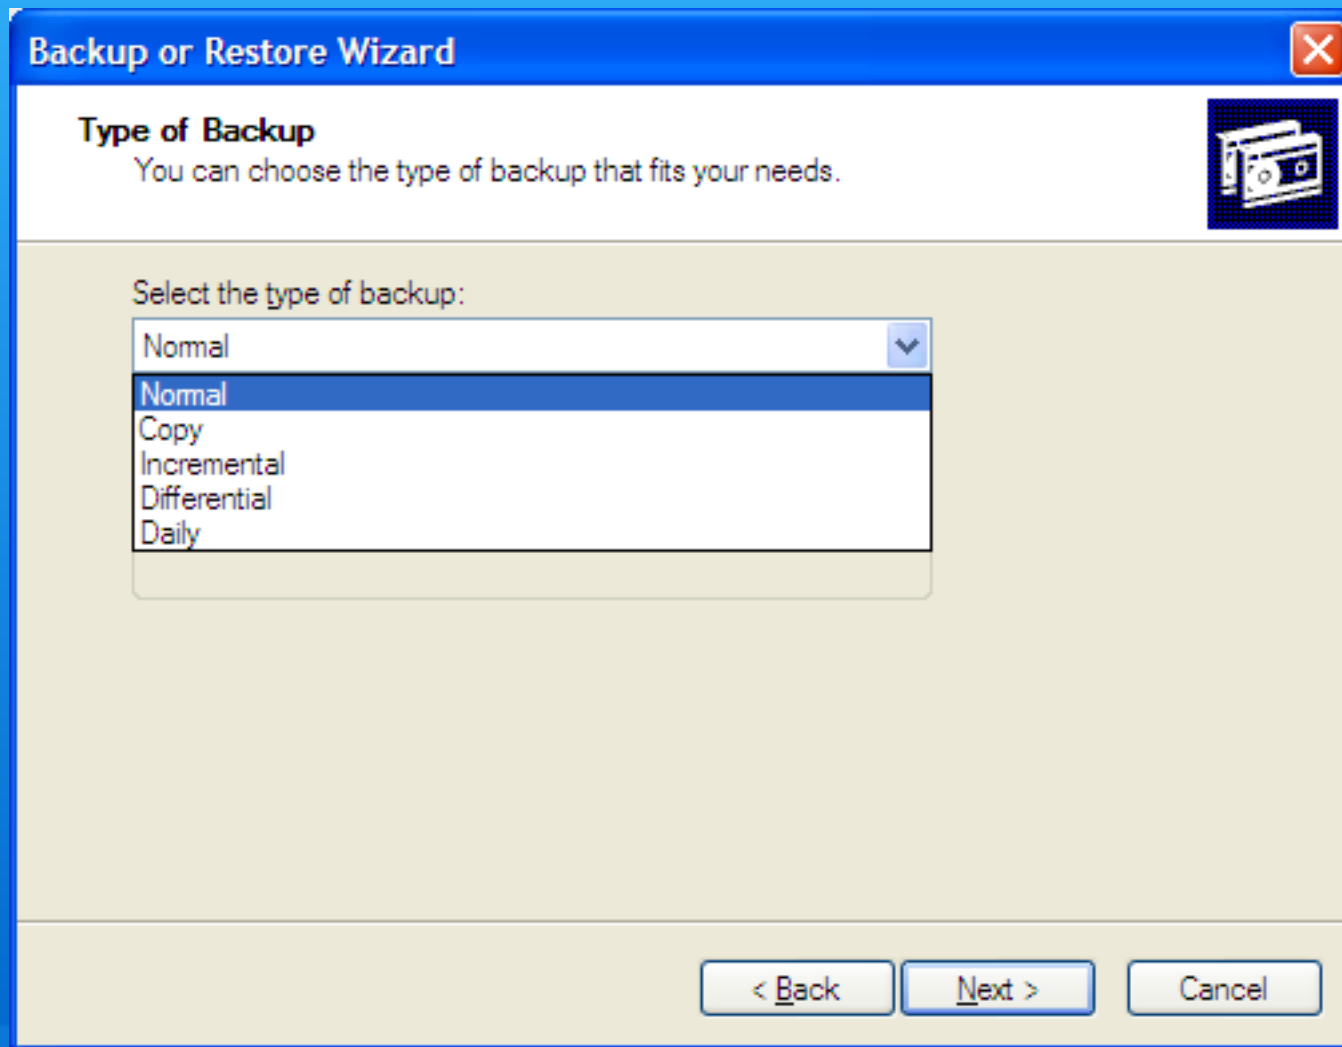 Backup or Restore Wizard
Type of Backup
You can choose the type of backup that fits your needs.
Select the type of backup:
Normal
Normal
Copy
Incremental
Differential
Daily
< Back
Next >
Cancel